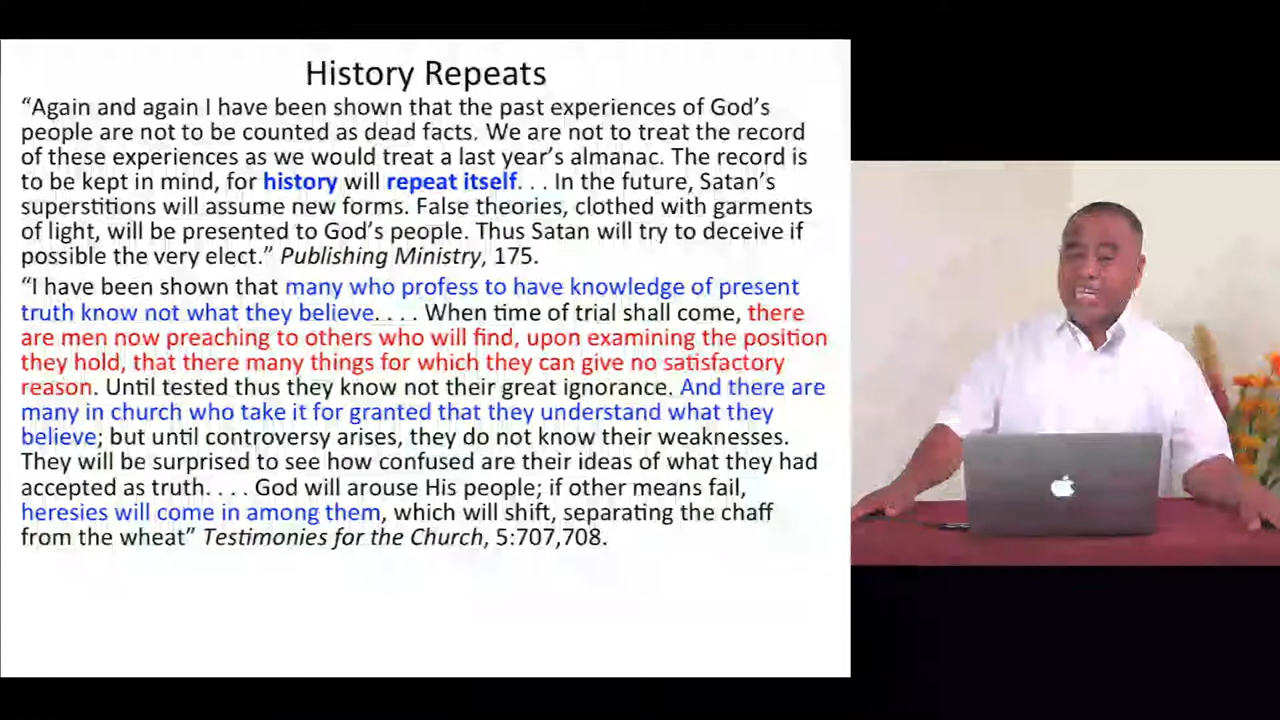 History Repeats
“Again and again I have been shown that the past experiences of God’s
people are not to be counted as dead facts. We are not to treat the record
of these experiences as we would treat a last year’s almanac. The record is
to be kept in mind, for history will repeat itself. . . In the future, Satan’s
superstitions will assume new forms. False theories, clothed with garments
of light, will be presented to God’s people. Thus Satan will try to deceive if
possible the very elect.” Publishing Ministry, 175.
“I have been shown that many who profess to have knowledge of present
truth know not what they believe. . . . When time of trial shall come, there
are men now preaching to others who will find, upon examining the position
they hold, that there many things for which they can give no satisfactory
reason. Until tested thus they know not their great ignorance. And there are
many in church who take it for granted that they understand what they
believe; but until controversy arises, they do not know their weaknesses.
They will be surprised to see how confused are their ideas of what they had
accepted as truth. . . . God will arouse His people; if other means fail,
heresies will come in among them, which will shift, separating the chaff
from the wheat” Testimonies for the Church, 5:707,708.